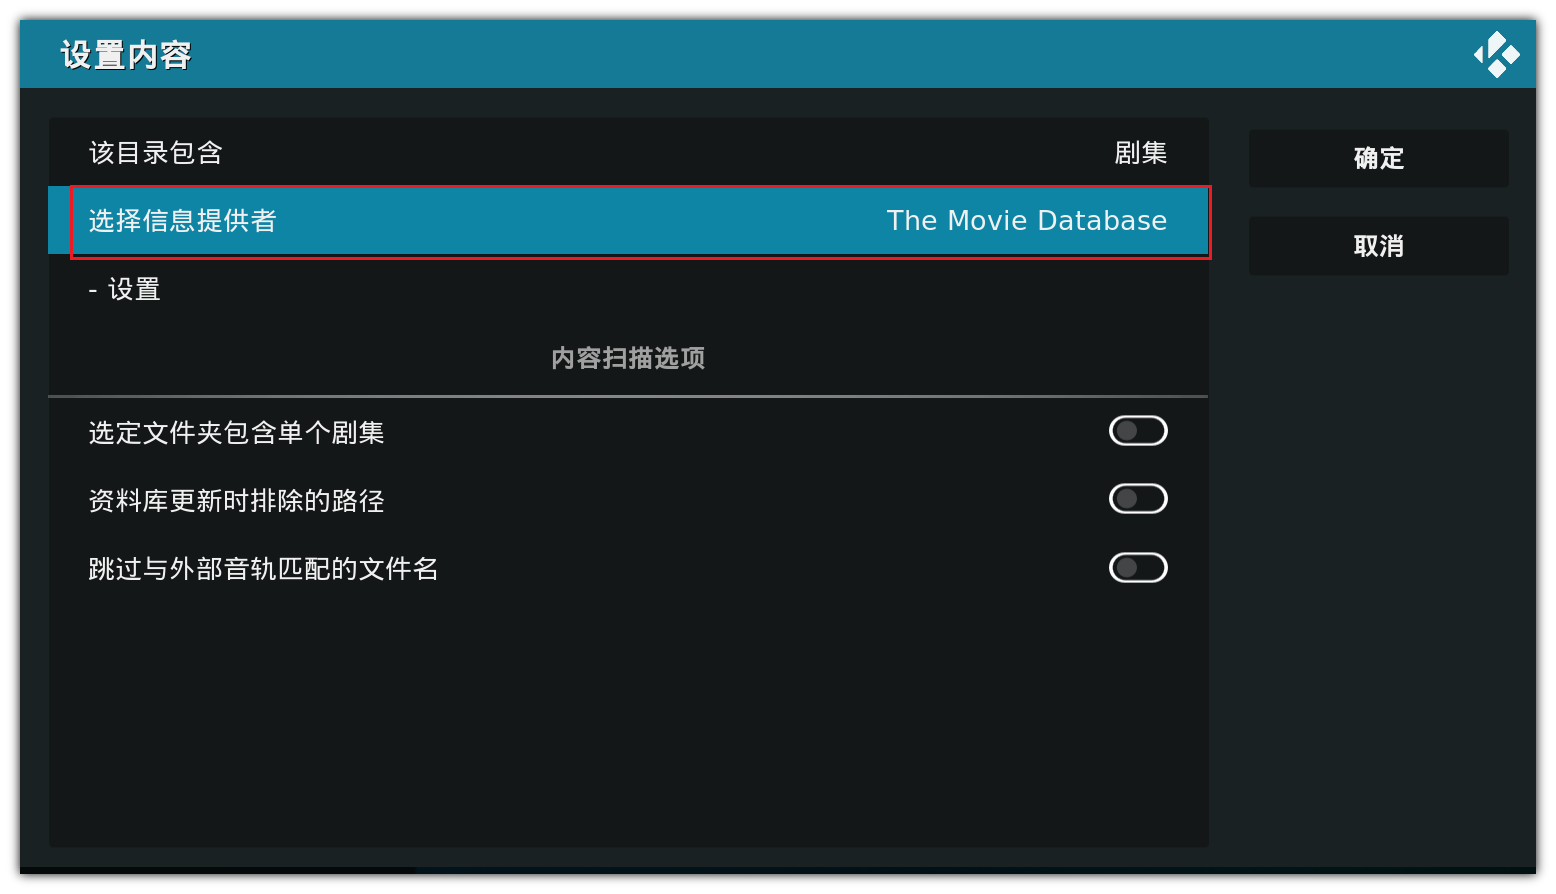 设置内容
该目录包含 剧集
选择信息提供者 The Movie Database
- 设置
内容扫描选项
选定文件夹包含单个剧集
资料库更新时排除的路径
跳过与外部音轨匹配的文件名
确定
取消